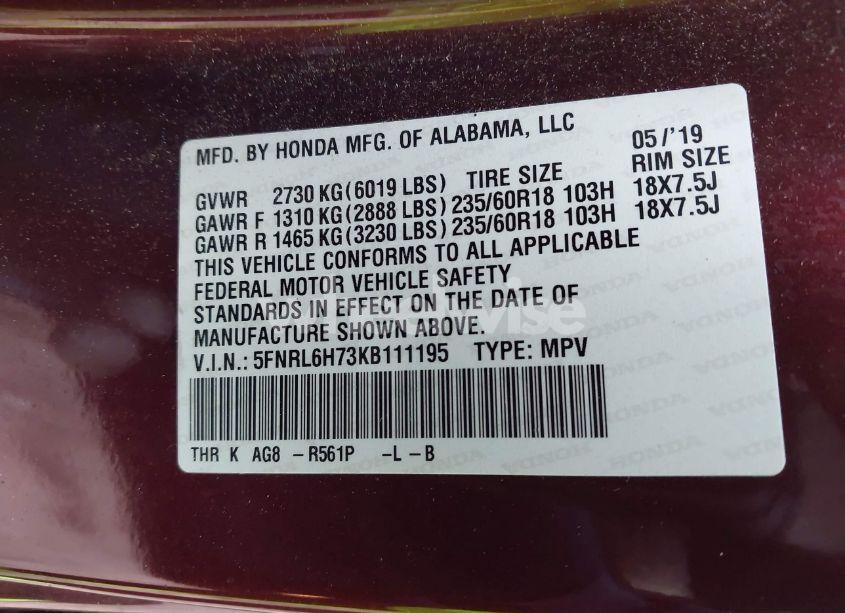 MFD. BY HONDA MFG. OF ALABAMA, LLC 05/'19
GVWR 2730 KG(6019 LBS) TIRE SIZE RIM SIZE
GAWR F 1310 KG(2888 LBS) 235/60R18 103H 18X7.5J
GAWR R 1465 KG(3230 LBS) 235/60R18 103H 18X7.5J
THIS VEHICLE CONFORMS TO ALL APPLICABLE
FEDERAL MOTOR VEHICLE SAFETY
STANDARDS IN EFFECT ON THE DATE OF
MANUFACTURE SHOWN ABOVE.
V.I.N.: 5FNRL6H73KB111195 TYPE: MPV
THR K AG8 -R561P -L -B